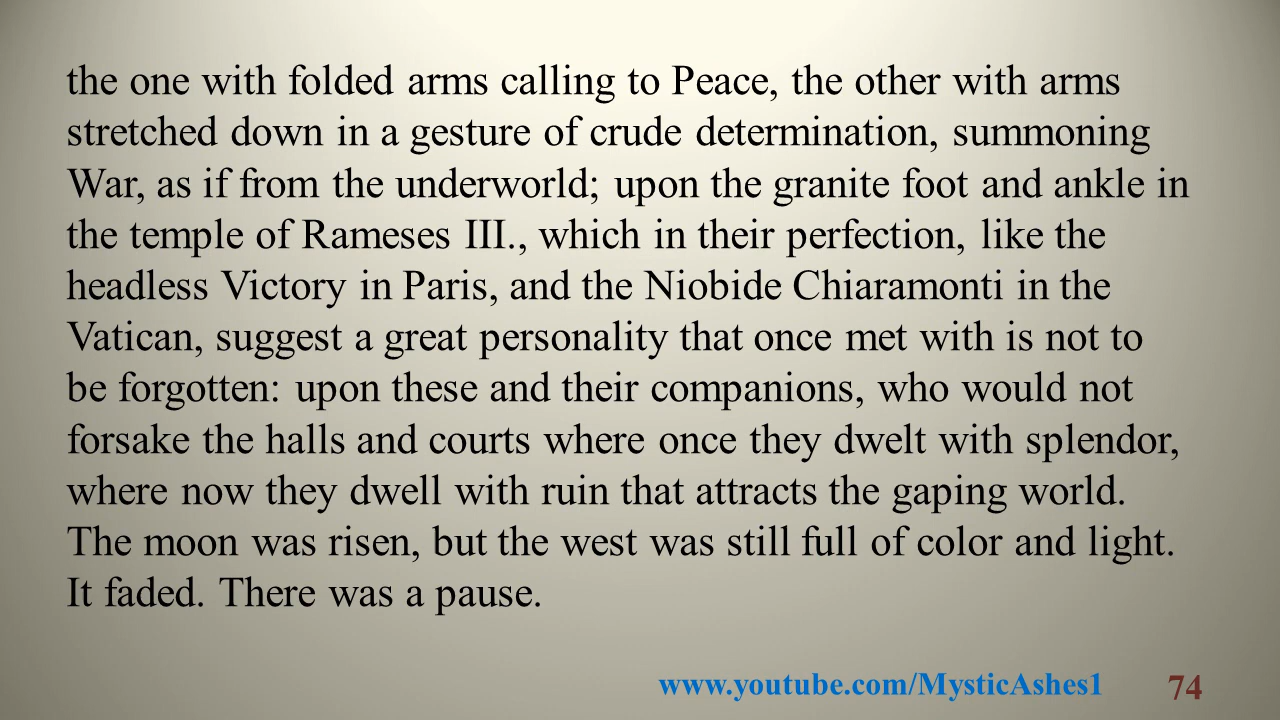 the one with folded arms calling to Peace, the other with arms
stretched down in a gesture of crude determination, summoning
War, as if from the underworld; upon the granite foot and ankle in
the temple of Rameses III., which in their perfection, like the
headless Victory in Paris, and the Niobide Chiaramonti in the
Vatican, suggest a great personality that once met with is not to
be forgotten: upon these and their companions, who would not
forsake the halls and courts where once they dwelt with splendor,
where now they dwell with ruin that attracts the gaping world.
The moon was risen, but the west was still full of color and light.
It faded. There was a pause.
www.youtube.com/MysticAshes1
74